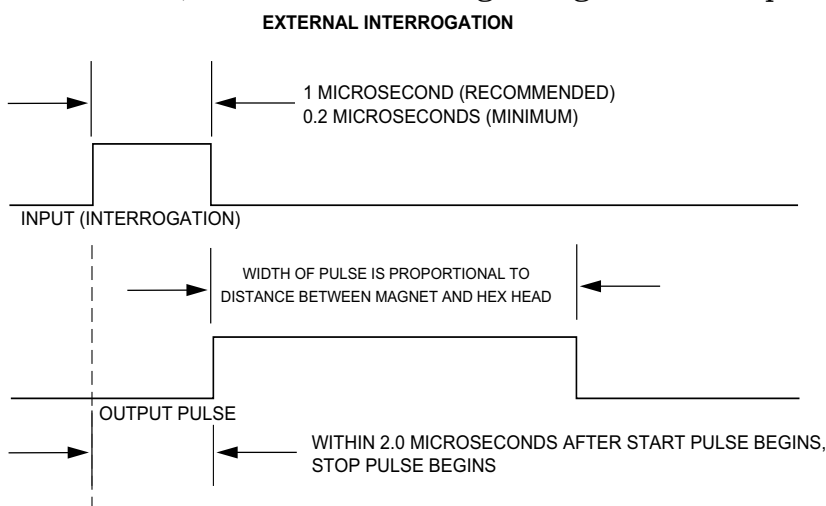 EXTERNAL INTERROGATION
1 MICROSECOND (RECOMMENDED)
0.2 MICROSECONDS (MINIMUM)
INPUT (INTERROGATION)
WIDTH OF PULSE IS PROPORTIONAL TO
DISTANCE BETWEEN MAGNET AND HEX HEAD
OUTPUT PULSE
WITHIN 2.0 MICROSECONDS AFTER START PULSE BEGINS,
STOP PULSE BEGINS